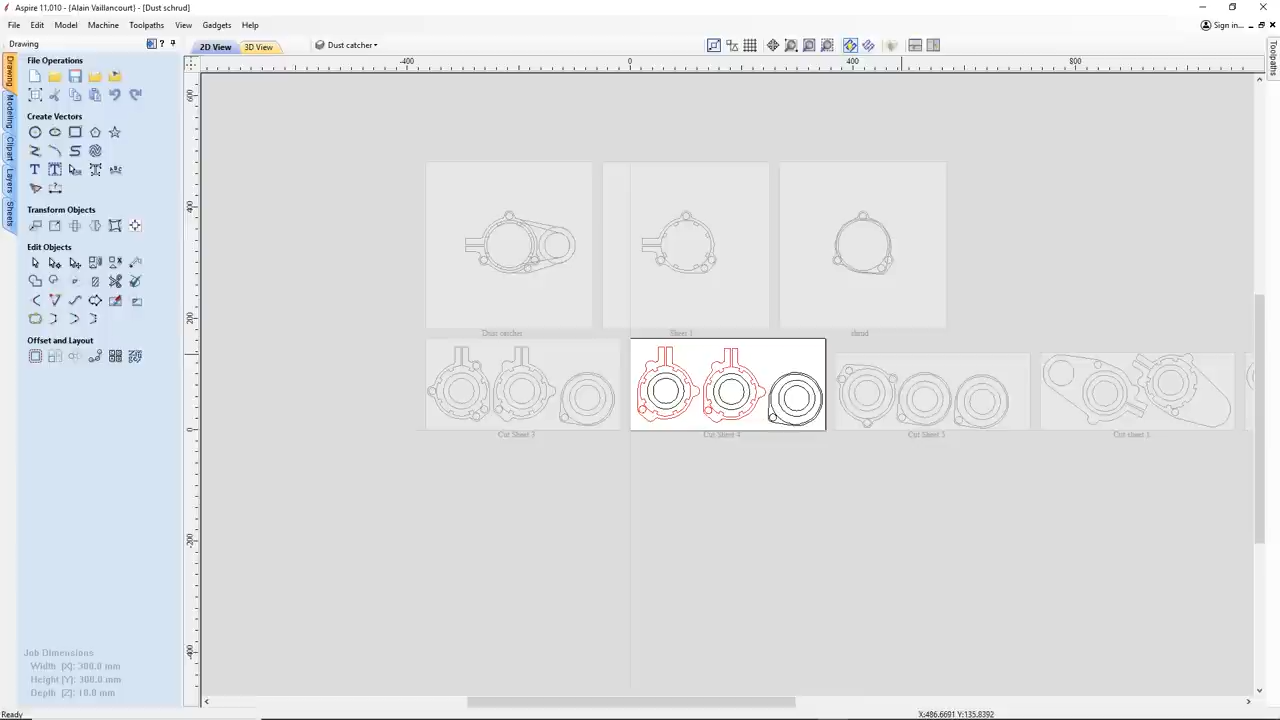 Aspire 11.010 - {Alain Vaillancourt} - [Dust schrud]
File Edit Model Machine Toolpaths View Gadgets Help
Sign in...
Drawing
2D View 3D View Dust catcher
Toolpaths
-400 0 400 800
Drawing
Modeling
Clipart
Layers
Sheets
File Operations
Create Vectors
Transform Objects
Edit Objects
Offset and Layout
600
400
200
0
-200
-400
Dust catcher Sheet 1 shrud
Cut Sheet 3 Cut Sheet 4 Cut Sheet 5 Cut sheet 1
Job Dimensions
Width [X]: 300.0 mm
Height [Y]: 300.0 mm
Depth [Z]: 10.0 mm
Ready
X:486.6691 Y:135.8392